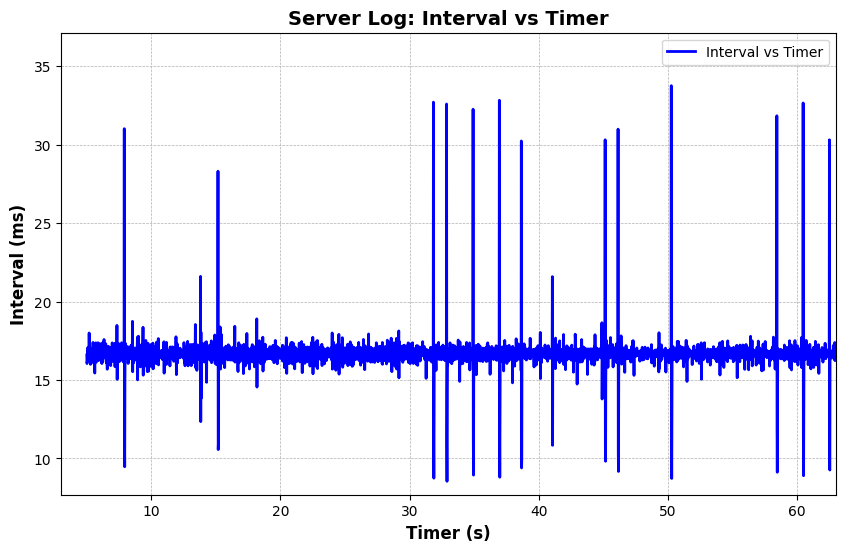 Server Log: Interval vs Timer
Interval vs Timer
Interval (ms)
35
30
25
20
15
10
10 20 30 40 50 60
Timer (s)